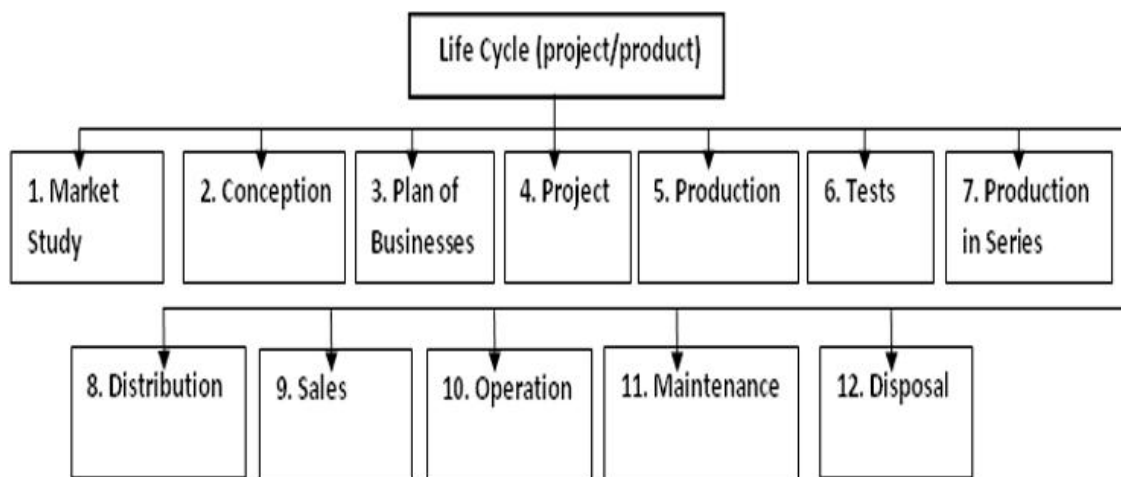 Life Cycle (project/product)
1. Market
Study
2. Conception
3. Plan of
Businesses
4. Project
5. Production
6. Tests
7. Production
in Series
8. Distribution
9. Sales
10. Operation
11. Maintenance
12. Disposal